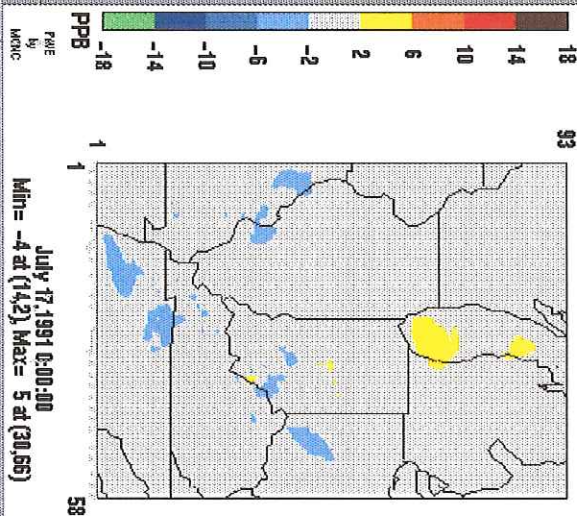 18
14
10
6
2
-2
-6
-10
-14
-18
PPB
PAVE
by
MCNC
93
1
1
58
July 17,1991 0:00:00
Min= -4 at (14,2), Max= 5 at (30,66)